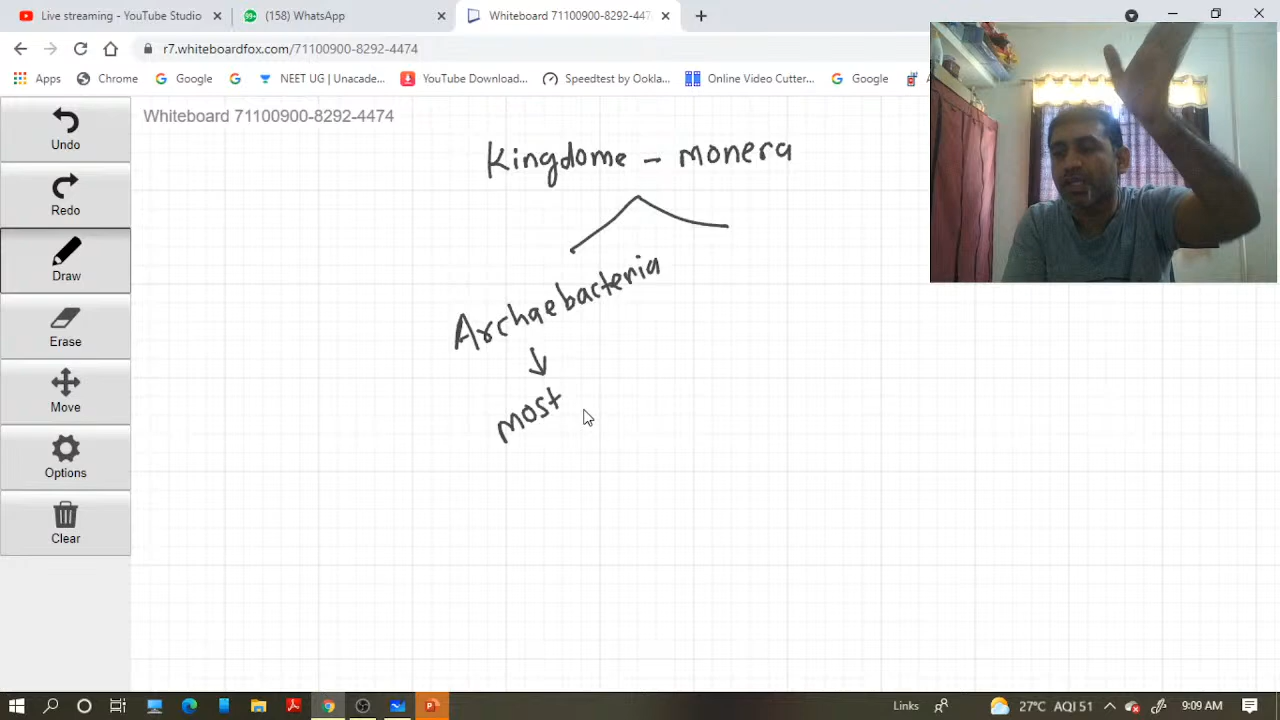 Live streaming - YouTube Studio
(158) WhatsApp
Whiteboard 71100900-8292-447
r7.whiteboardfox.com/71100900-8292-4474
Apps
Chrome
Google
NEET UG | Unacade...
YouTube Download...
Speedtest by Ookla...
Online Video Cutter...
Google
Whiteboard 71100900-8292-4474
Undo
Redo
Draw
Erase
Move
Options
Clear
Kingdome - monera
Archaebacteria
most
Links
27°C AQI 51
9:09 AM